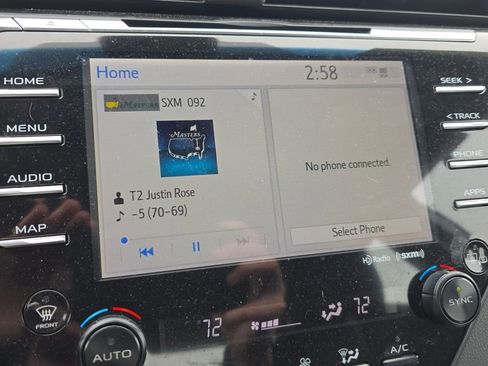 Home 2:58
HOME
MENU
AUDIO
MAP
SEEK >
< TRACK
PHONE
APPS
MASTERS SXM 092
MASTERS
T2 Justin Rose
-5 (70-69)
No phone connected.
Select Phone
HD Radio ((sxm))
FRONT
AUTO
72
72
SYNC
A/C